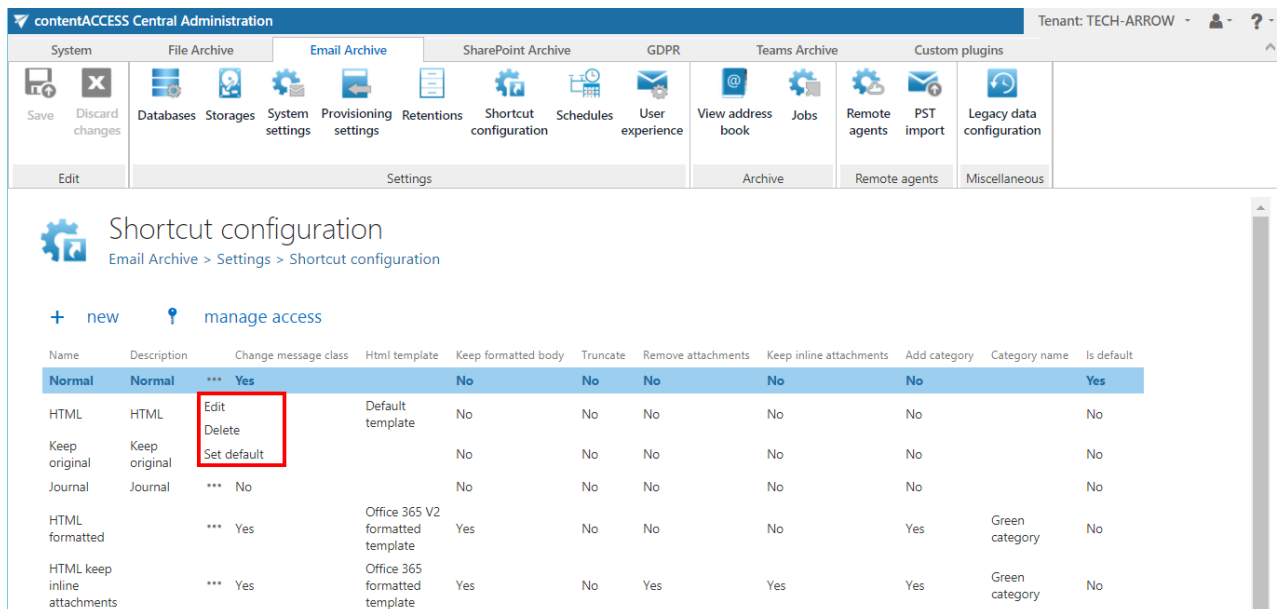 contentACCESS Central Administration
Tenant: TECH-ARROW
?
System File Archive Email Archive SharePoint Archive GDPR Teams Archive Custom plugins
Save Discard changes Databases Storages System settings Provisioning settings Retentions Shortcut configuration Schedules User experience View address book Jobs Remote agents PST import Legacy data configuration
Edit Settings Archive Remote agents Miscellaneous
Shortcut configuration
Email Archive > Settings > Shortcut configuration
+ new manage access
Name Description Change message class Html template Keep formatted body Truncate Remove attachments Keep inline attachments Add category Category name Is default
Normal Normal *** Yes No No No No No Yes
HTML HTML Edit Default template No No No No No No
Delete
Keep original Keep original Set default No No No No No No
Journal Journal *** No No No No No No No
HTML formatted *** Yes Office 365 V2 formatted template Yes No No No Yes Green category No
HTML keep inline attachments *** Yes Office 365 formatted template Yes No Yes Yes Yes Green category No